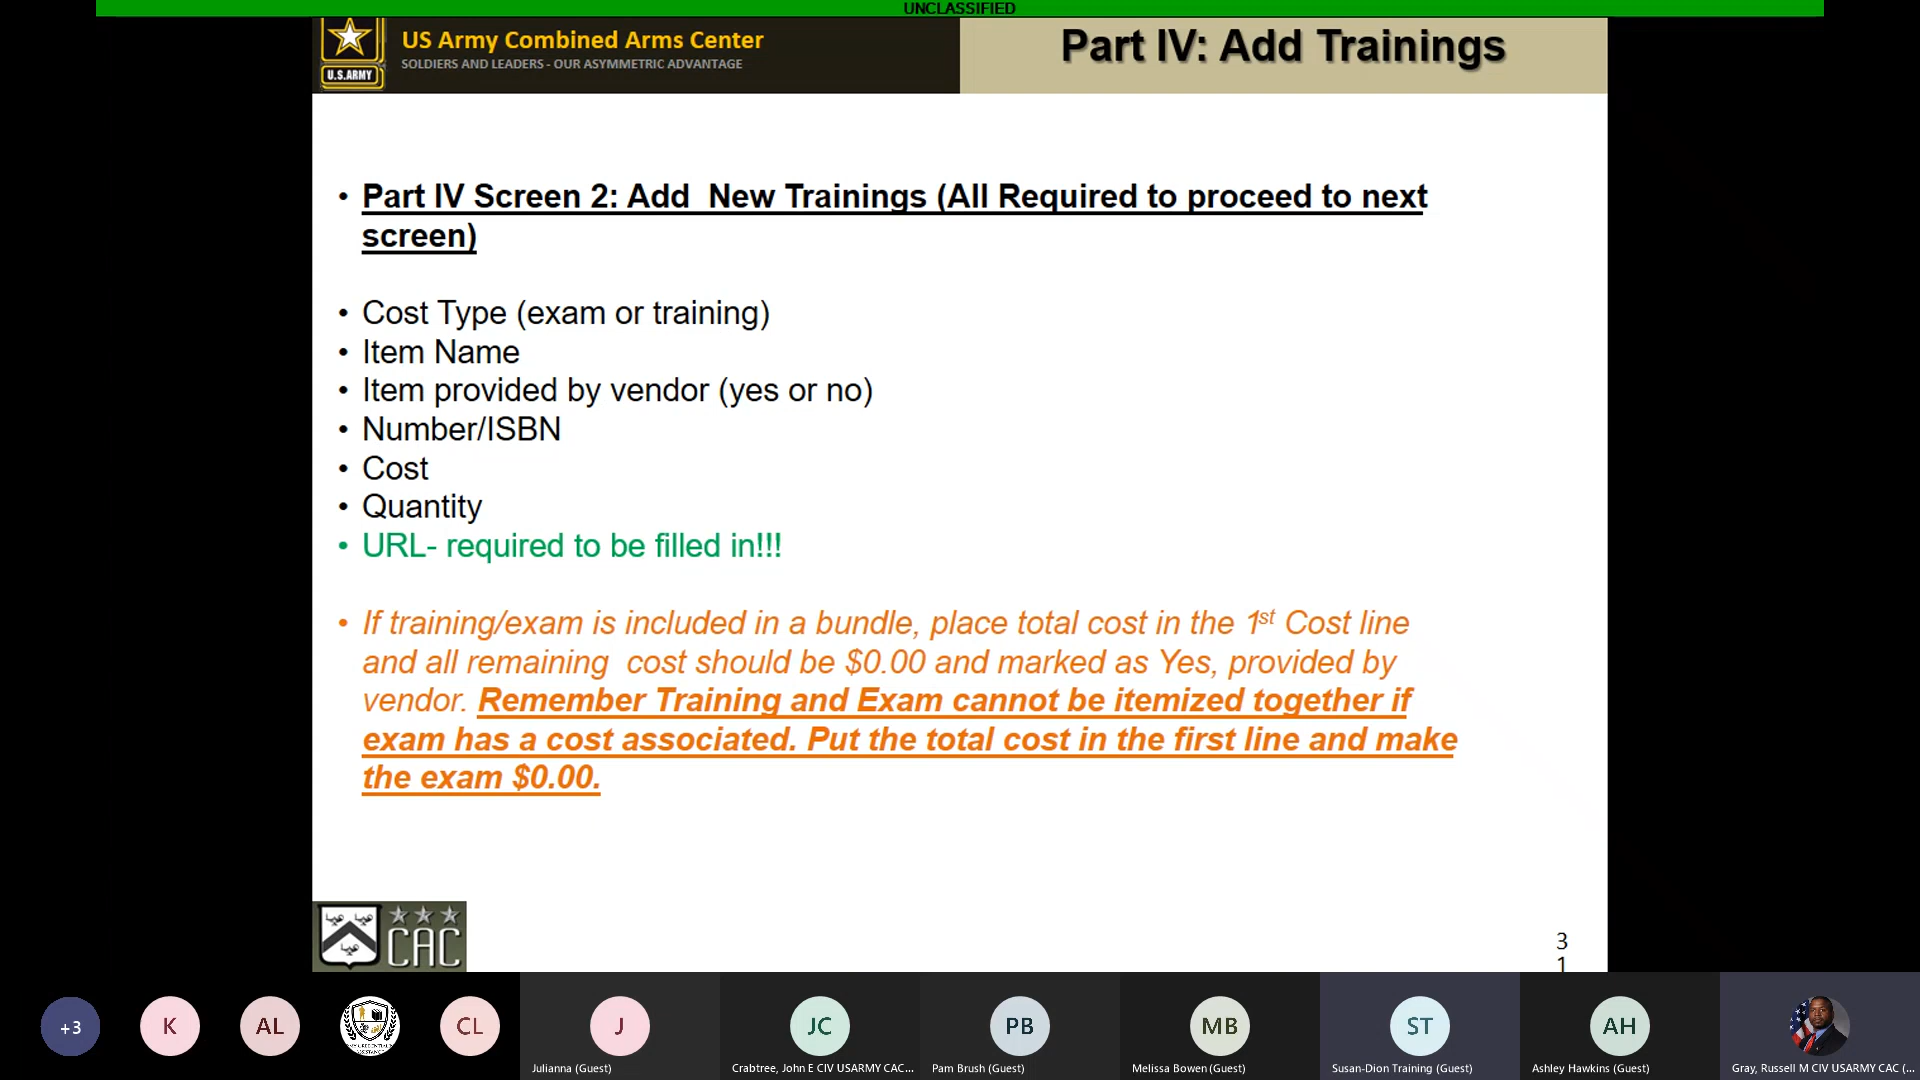 UNCLASSIFIED
US Army Combined Arms Center
SOLDIERS AND LEADERS - OUR ASYMMETRIC ADVANTAGE
U.S.ARMY
Part IV: Add Trainings
• Part IV Screen 2: Add  New Trainings (All Required to proceed to next
screen)
• Cost Type (exam or training)
• Item Name
• Item provided by vendor (yes or no)
• Number/ISBN
• Cost
• Quantity
• URL- required to be filled in!!!
• If training/exam is included in a bundle, place total cost in the 1st Cost line
and all remaining  cost should be $0.00 and marked as Yes, provided by
vendor. Remember Training and Exam cannot be itemized together if
exam has a cost associated. Put the total cost in the first line and make
the exam $0.00.
CAC
3
1
+3
K
AL
CL
J
JC
PB
MB
ST
AH
Julianna (Guest)
Crabtree, John E CIV USARMY CAC...
Pam Brush (Guest)
Melissa Bowen (Guest)
Susan-Dion Training (Guest)
Ashley Hawkins (Guest)
Gray, Russell M CIV USARMY CAC (...